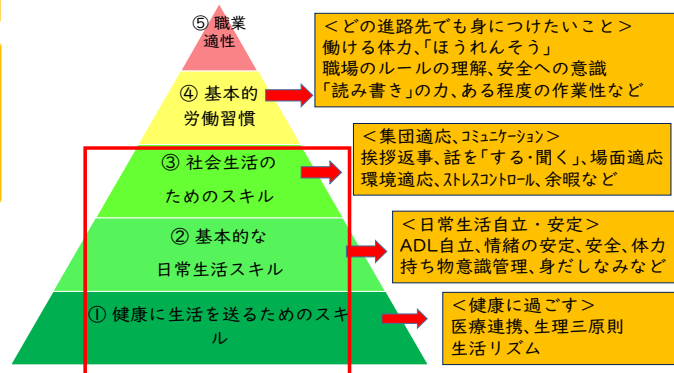 ⑤ 職業
適性
＜どの進路先でも身につけたいこと＞
働ける体力、「ほうれんそう」
職場のルールの理解、安全への意識
「読み書き」の力、ある程度の作業性など
④ 基本的
労働習慣
＜集団適応、ｺﾐｭﾆｹｰｼｮﾝ＞
挨拶返事、話を「する・聞く」、場面適応
環境適応、ｽﾄﾚｽｺﾝﾄﾛｰﾙ、余暇など
③ 社会生活の
ためのスキル
＜日常生活自立・安定＞
ADL自立、情緒の安定、安全、体力
持ち物意識管理、身だしなみなど
② 基本的な
日常生活スキル
＜健康に過ごす＞
医療連携、生理三原則
生活リズム
① 健康に生活を送るためのスキ
ル